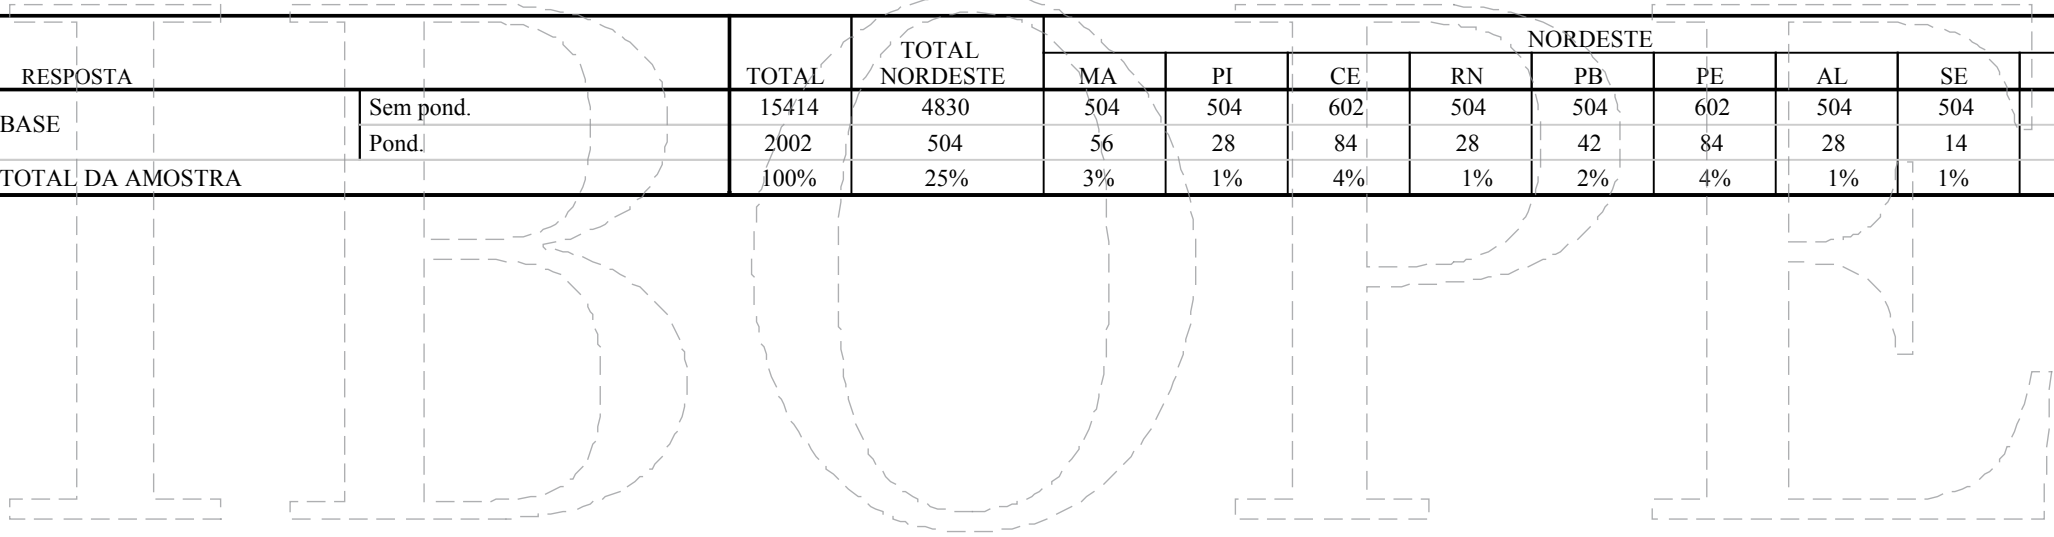 NORDESTE
RESPOSTA TOTAL TOTAL NORDESTE MA PI CE RN PB PE AL SE
BASE Sem pond. 15414 4830 504 504 602 504 504 602 504 504
Pond. 2002 504 56 28 84 28 42 84 28 14
TOTAL DA AMOSTRA 100% 25% 3% 1% 4% 1% 2% 4% 1% 1%
IBOPE